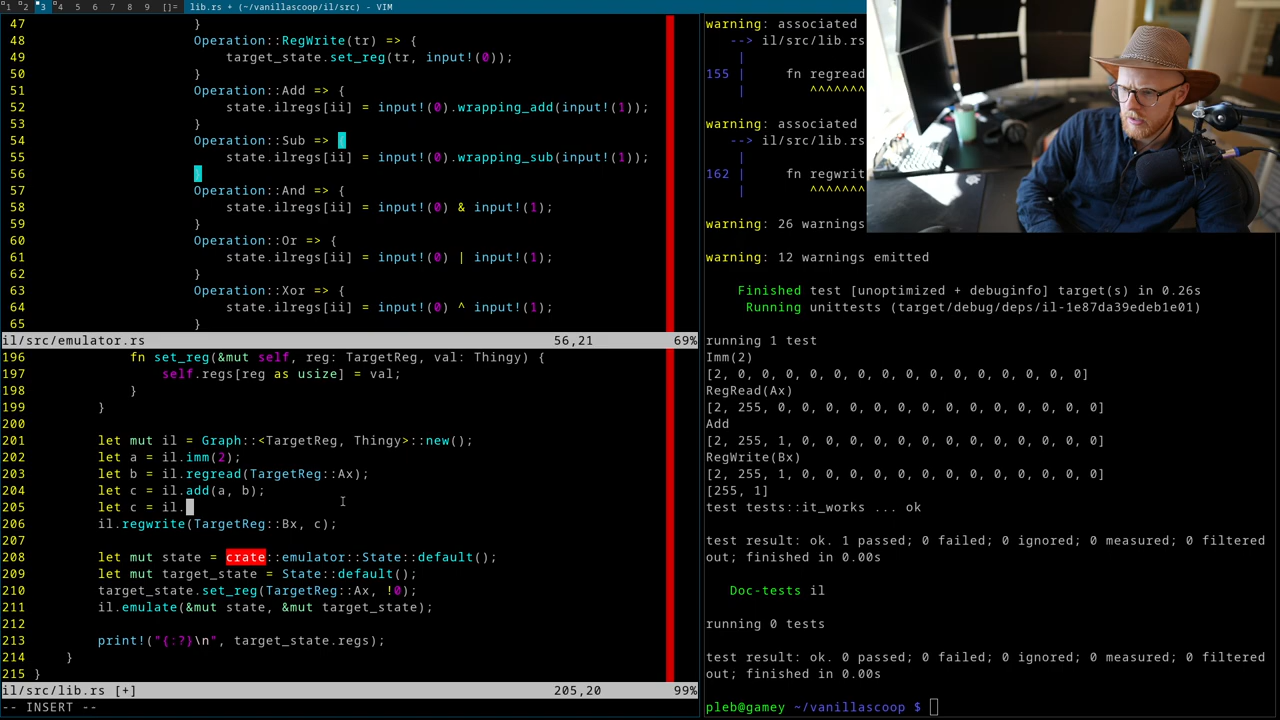 1 2 3 4 5 6 7 8 9 []= lib.rs + (~/vanillascoop/il/src) - VIM
47 }
48 Operation::RegWrite(tr) => {
49 target_state.set_reg(tr, input!(0));
50 }
51 Operation::Add => {
52 state.ilregs[ii] = input!(0).wrapping_add(input!(1));
53 }
54 Operation::Sub => {
55 state.ilregs[ii] = input!(0).wrapping_sub(input!(1));
56 }
57 Operation::And => {
58 state.ilregs[ii] = input!(0) & input!(1);
59 }
60 Operation::Or => {
61 state.ilregs[ii] = input!(0) | input!(1);
62 }
63 Operation::Xor => {
64 state.ilregs[ii] = input!(0) ^ input!(1);
65 }
il/src/emulator.rs 56,21 69%
196 fn set_reg(&mut self, reg: TargetReg, val: Thingy) {
197 self.regs[reg as usize] = val;
198 }
199 }
200
201 let mut il = Graph::<TargetReg, Thingy>::new();
202 let a = il.imm(2);
203 let b = il.regread(TargetReg::Ax);
204 let c = il.add(a, b);
205 let c = il.
206 il.regwrite(TargetReg::Bx, c);
207
208 let mut state = crate::emulator::State::default();
209 let mut target_state = State::default();
210 target_state.set_reg(TargetReg::Ax, !0);
211 il.emulate(&mut state, &mut target_state);
212
213 print!("{:?}\n", target_state.regs);
214 }
215 }
il/src/lib.rs [+] 205,20 99%
-- INSERT --
warning: associated
--> il/src/lib.rs
|
155 | fn regread
| ^^^^^^^
warning: associated
--> il/src/lib.rs
|
162 | fn regwrit
| ^^^^^^^
warning: 26 warnings
warning: 12 warnings emitted
Finished test [unoptimized + debuginfo] target(s) in 0.26s
Running unittests (target/debug/deps/il-1e87da39edeb1e01)
running 1 test
Imm(2)
[2, 0, 0, 0, 0, 0, 0, 0, 0, 0, 0, 0, 0, 0, 0, 0]
RegRead(Ax)
[2, 255, 0, 0, 0, 0, 0, 0, 0, 0, 0, 0, 0, 0, 0, 0]
Add
[2, 255, 1, 0, 0, 0, 0, 0, 0, 0, 0, 0, 0, 0, 0, 0]
RegWrite(Bx)
[2, 255, 1, 0, 0, 0, 0, 0, 0, 0, 0, 0, 0, 0, 0, 0]
[255, 1]
test tests::it_works ... ok
test result: ok. 1 passed; 0 failed; 0 ignored; 0 measured; 0 filtered
out; finished in 0.00s
Doc-tests il
running 0 tests
test result: ok. 0 passed; 0 failed; 0 ignored; 0 measured; 0 filtered
out; finished in 0.00s
pleb@gamey ~/vanillascoop $